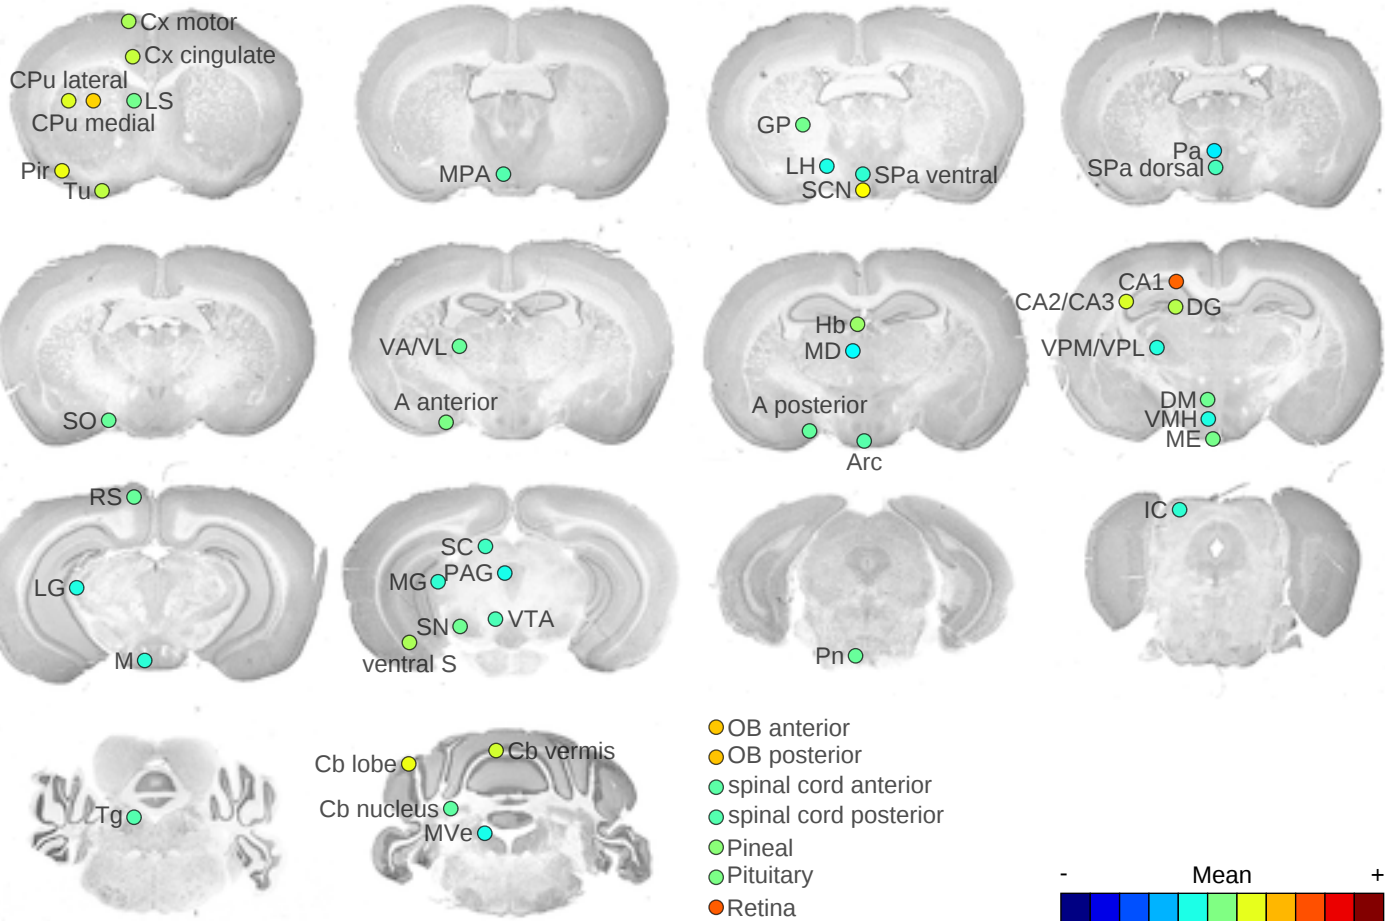 Cx motor
Cx cingulate
CPu lateral
LS
CPu medial
Pir
Tu
MPA
GP
LH
SPa ventral
SCN
Pa
SPa dorsal
SO
VA/VL
A anterior
Hb
MD
A posterior
Arc
CA1
CA2/CA3
DG
VPM/VPL
DM
VMH
ME
RS
LG
M
SC
MG
PAG
SN
VTA
ventral S
Pn
IC
Tg
Cb lobe
Cb vermis
Cb nucleus
MVe
OB anterior
OB posterior
spinal cord anterior
spinal cord posterior
Pineal
Pituitary
Retina
- Mean +